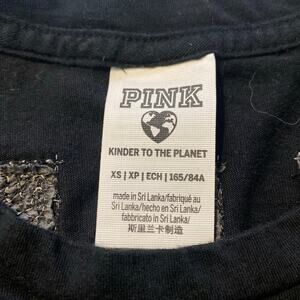 PINK
KINDER TO THE PLANET
XS | XP | ECH | 165/84A
made in Sri Lanka/fabriqué au
Sri Lanka/hecho en Sri Lanka/
fabbricato in Sri Lanka/
斯里兰卡制造